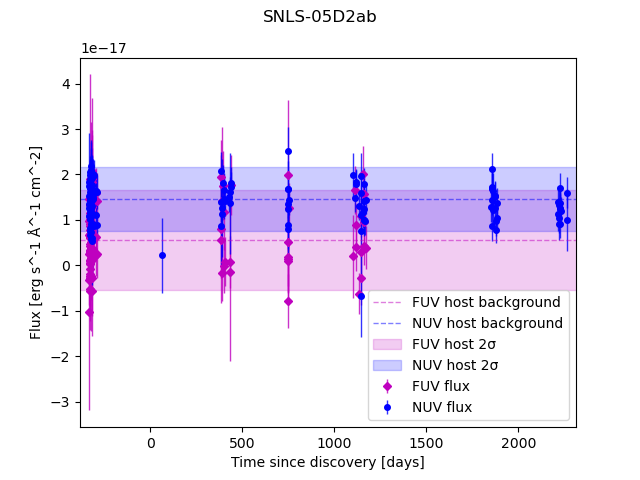 SNLS-05D2ab
1e−17
4
3
2
1
0
−1
−2
−3
Flux [erg s^-1 Å^-1 cm^-2]
0
500
1000
1500
2000
Time since discovery [days]
FUV host background
NUV host background
FUV host 2σ
NUV host 2σ
FUV flux
NUV flux